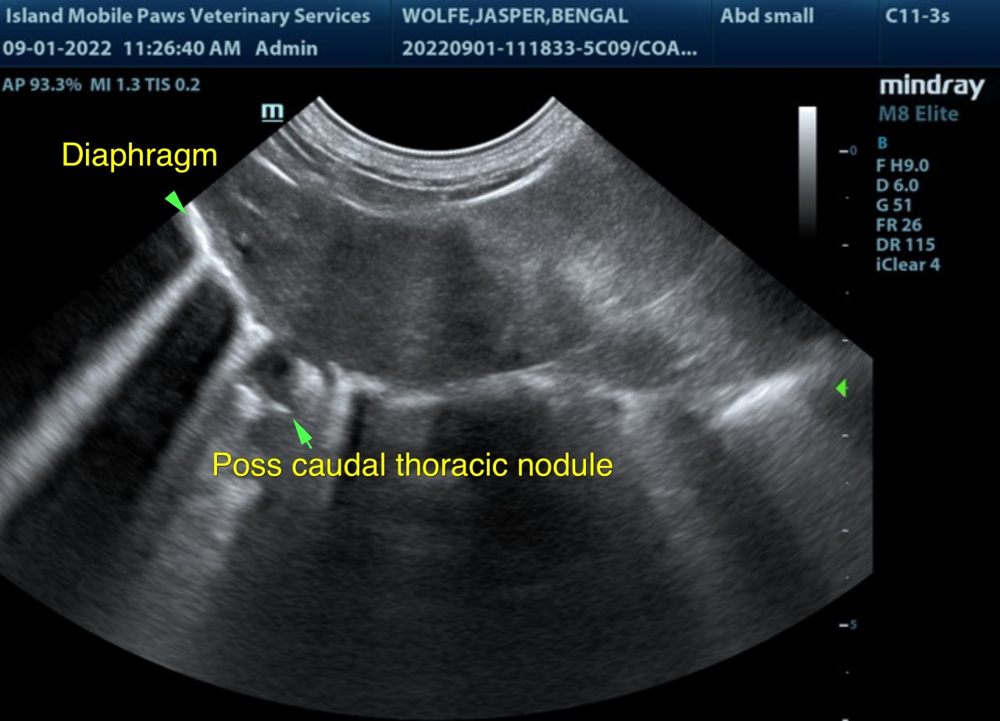 Island Mobile Paws Veterinary Services WOLFE,JASPER,BENGAL Abd small C11-3s
09-01-2022 11:26:40 AM Admin 20220901-111833-5C09/COA...
AP 93.3% MI 1.3 TIS 0.2
mindray
m
M8 Elite
B
F H9.0
D 6.0
G 51
FR 26
DR 115
iClear 4
0
Diaphragm
Poss caudal thoracic nodule
5